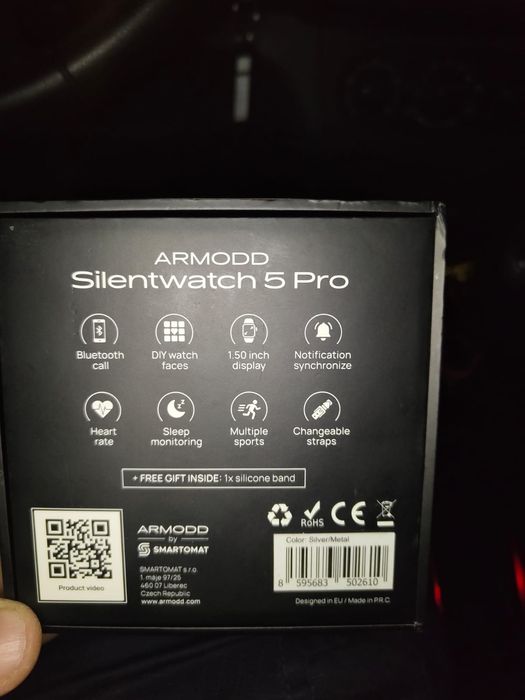 ARMODD
Silentwatch 5 Pro
Bluetooth call
DIY watch faces
1.50 inch display
Notification synchronize
Heart rate
Sleep monitoring
Multiple sports
Changeable straps
+ FREE GIFT INSIDE: 1x silicone band
Product video
ARMODD
by
SMARTOMAT
SMARTOMAT s.r.o.
1. máje 97/25
460 07 Liberec
Czech Republic
www.armodd.com
RoHS
CE
Color: Silver/Metal
8 595683 502610
Designed in EU / Made in P.R.C.